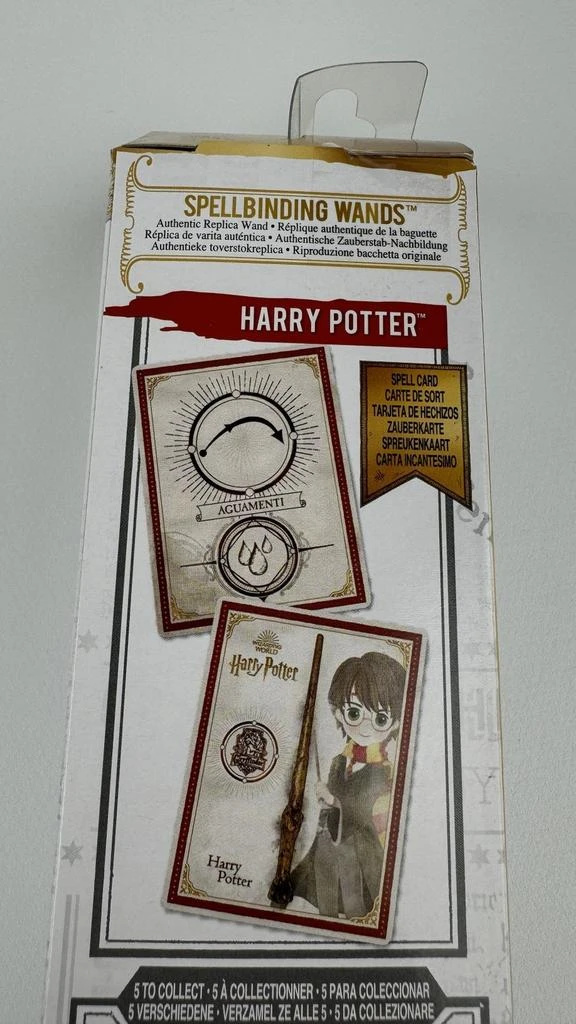 SPELLBINDING WANDS™
Authentic Replica Wand • Réplique authentique de la baguette
Réplica de varita auténtica • Authentische Zauberstab-Nachbildung
Authentieke toverstokreplica • Riproduzione bacchetta originale
HARRY POTTER™
SPELL CARD
CARTE DE SORT
TARJETA DE HECHIZOS
ZAUBERKARTE
SPREUKENKAART
CARTA INCANTESIMO
AGUAMENTI
WIZARDING
WORLD
Harry Potter
Harry
Potter
5 TO COLLECT • 5 À COLLECTIONNER • 5 PARA COLECCIONAR
5 VERSCHIEDENE • VERZAMEL ZE ALLE 5 • 5 DA COLLEZIONARE